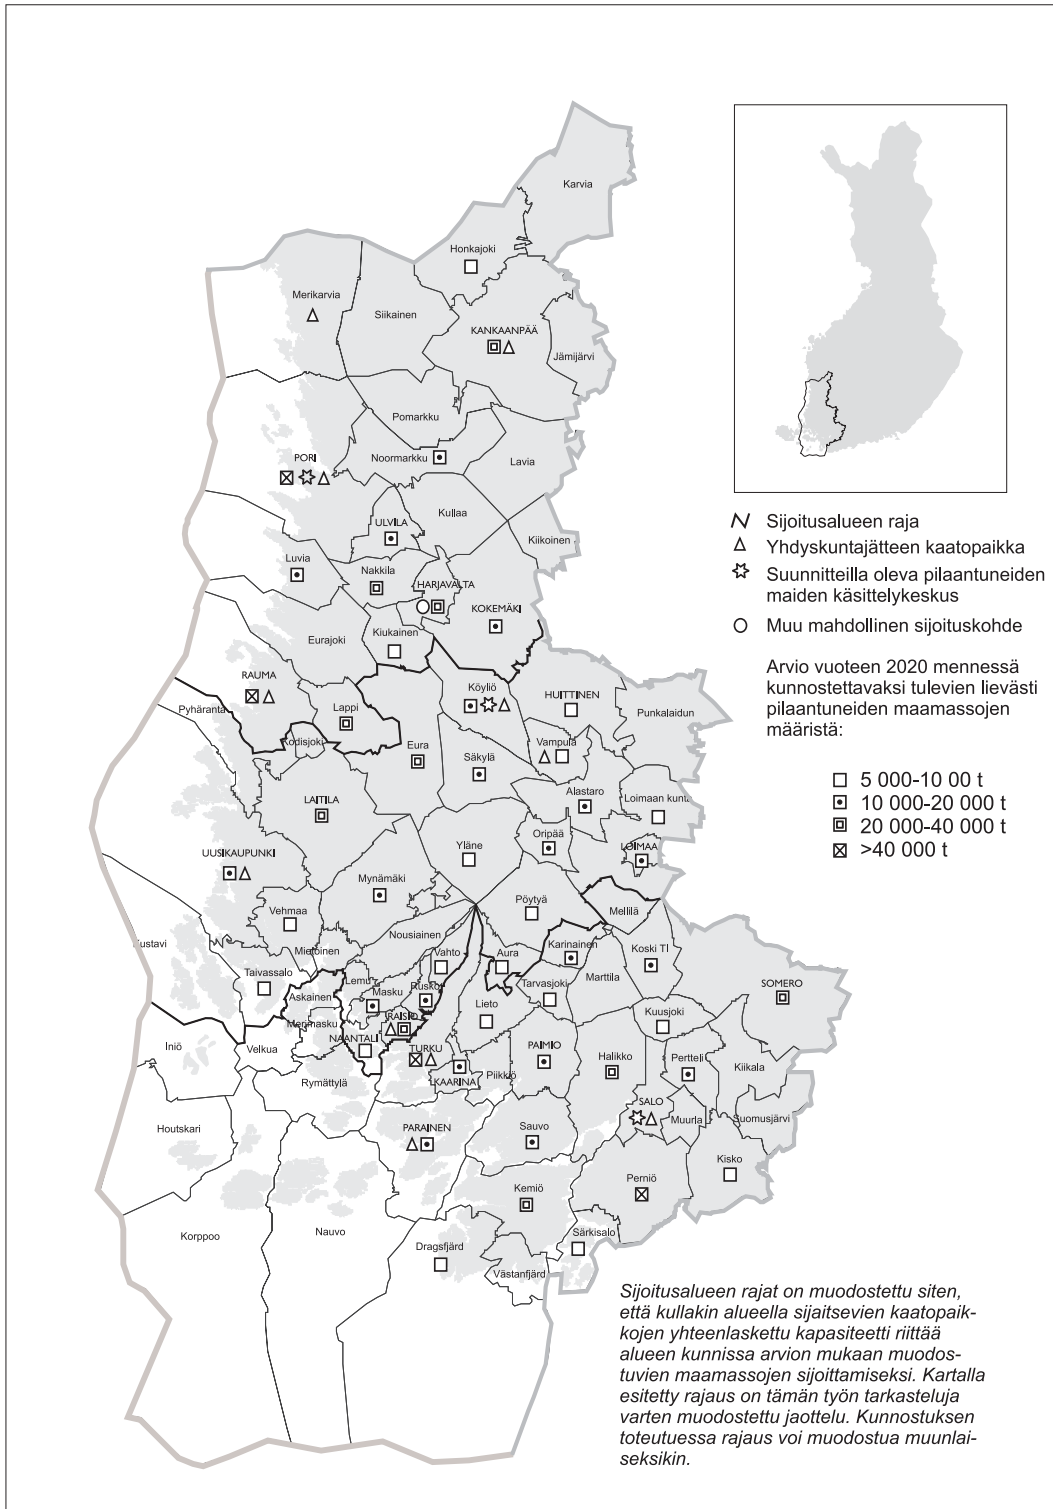 Karvia
Honkajoki
Merikarvia
Siikainen
KANKAANPÄÄ
Jämijärvi
Pomarkku
PORI
Noormarkku
Lavia
Kullaa
ULVILA
Kiikoinen
Luvia
Nakkila
HARJAVALTA
KOKEMÄKI
Eurajoki
Kiukainen
RAUMA
Köyliö
HUITTINEN
Pyhäranta
Lappi
Punkalaidun
Kodisjoki
Eura
Säkylä
Vampula
Alastaro
Loimaan kunta
LAITILA
Oripää
LOIMAA
Yläne
UUSIKAUPUNKI
Mynämäki
Vehmaa
Pöytyä
Mellilä
Nousiainen
Kustavi
Mietoinen
Vahto
Aura
Karinainen
Koski Tl
Taivassalo
Lemu
Masku
Rusko
Tarvasjoki
Marttila
SOMERO
Askainen
Lieto
Kuusjoki
Merimasku
RAISIO
NAANTALI
TURKU
PAIMIO
Halikko
Pertteli
Kiikala
Iniö
Velkua
Rymättylä
KAARINA
Piikkiö
SALO
Muurla
Suomusjärvi
Houtskari
PARAINEN
Sauvo
Kisko
Kemiö
Perniö
Korppoo
Nauvo
Dragsfjärd
Särkisalo
Västanfjärd
Sijoitusalueen raja
Yhdyskuntajätteen kaatopaikka
Suunnitteilla oleva pilaantuneiden
maiden käsittelykeskus
Muu mahdollinen sijoituskohde
Arvio vuoteen 2020 mennessä
kunnostettavaksi tulevien lievästi
pilaantuneiden maamassojen
määristä:
5 000-10 00 t
10 000-20 000 t
20 000-40 000 t
>40 000 t
Sijoitusalueen rajat on muodostettu siten,
että kullakin alueella sijaitsevien kaatopaik-
kojen yhteenlaskettu kapasiteetti riittää
alueen kunnissa arvion mukaan muodos-
tuvien maamassojen sijoittamiseksi. Kartalla
esitetty rajaus on tämän työn tarkasteluja
varten muodostettu jaottelu. Kunnostuksen
toteutuessa rajaus voi muodostua muunlai-
seksikin.